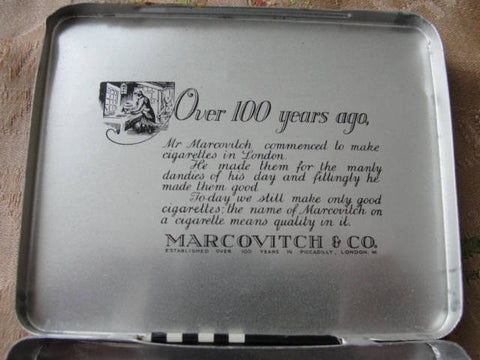 Over 100 years ago,
Mr Marcovitch commenced to make
cigarettes in London.
He made them for the manly
dandies of his day and fittingly he
made them good
To-day we still make only good
cigarettes; the name of Marcovitch on
a cigarette means quality in it.
MARCOVITCH & CO.
ESTABLISHED OVER 100 YEARS IN PICCADILLY, LONDON. W.